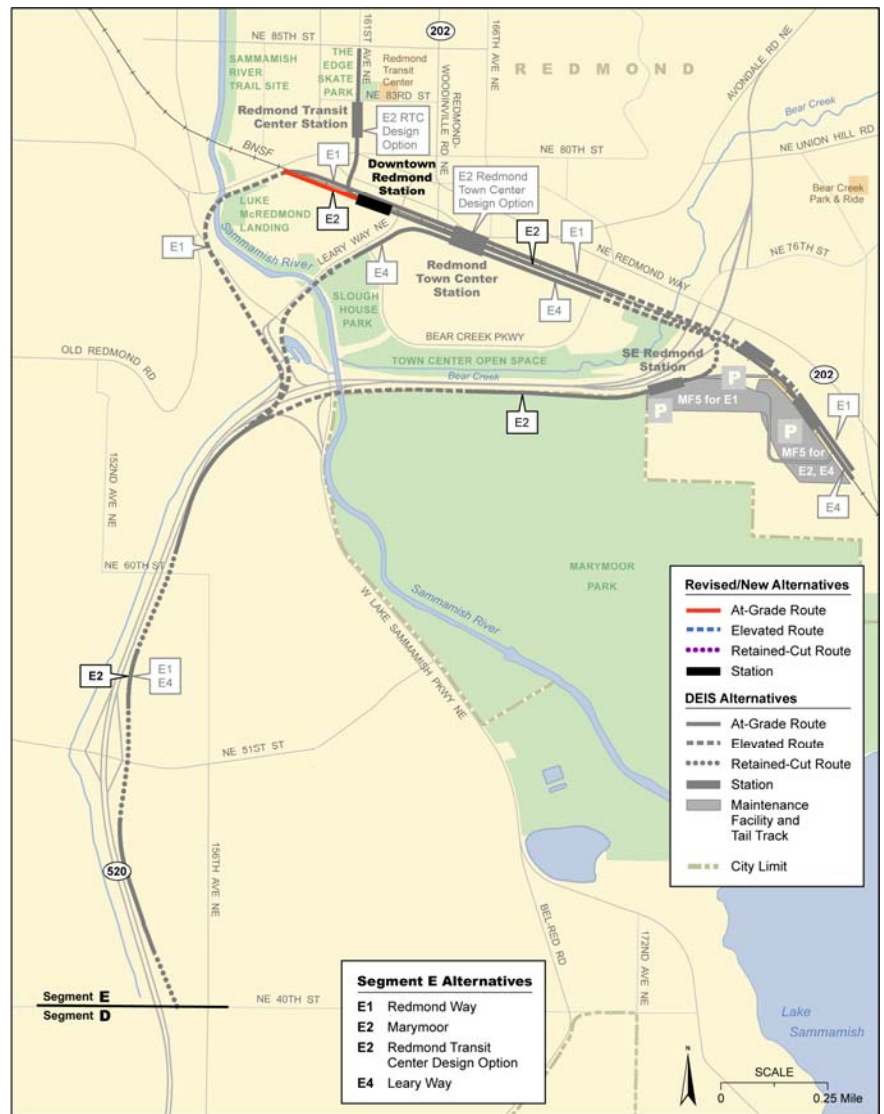 161ST AVE NE
202
166TH AVE NE
NE 85TH ST
SAMMAMISH
RIVER
TRAIL SITE
THE
EDGE
SKATE
PARK
Redmond
Transit
Center
REDMOND-
WOODINVILLE RD NE
REDMOND
AVONDALE RD NE
NE 83RD ST
Bear Creek
Redmond Transit
Center Station
E2 RTC
Design
Option
NE 80TH ST
NE UNION HILL RD
BNSF
E1
Downtown
Redmond
Station
E2 Redmond
Town Center
Design Option
Bear Creek
Park & Ride
LUKE
McREDMOND
LANDING
E2
E2
E1
NE REDMOND WAY
NE 76TH ST
E1
Sammamish River
LEARY WAY NE
E4
Redmond
Town Center
Station
E4
SLOUGH
HOUSE
PARK
BEAR CREEK PKWY
OLD REDMOND
RD
TOWN CENTER OPEN SPACE
Bear Creek
SE Redmond
Station
202
P
P
MF5 for E1
P
MF5 for
E2, E4
E1
E4
E2
152ND AVE NE
MARYMOOR
PARK
NE 60TH ST
Sammamish River
W LAKE SAMMAMISH PKWY NE
E2
E1
E4
NE 51ST ST
156TH AVE NE
520
BEL-RED RD
172ND AVE NE
Segment E
Segment D
NE 40TH ST
Lake
Sammamish
Revised/New Alternatives
At-Grade Route
Elevated Route
Retained-Cut Route
Station
DEIS Alternatives
At-Grade Route
Elevated Route
Retained-Cut Route
Station
Maintenance
Facility and
Tail Track
City Limit
Segment E Alternatives
E1 Redmond Way
E2 Marymoor
E2 Redmond Transit
Center Design Option
E4 Leary Way
N
SCALE
0 0.25 Mile